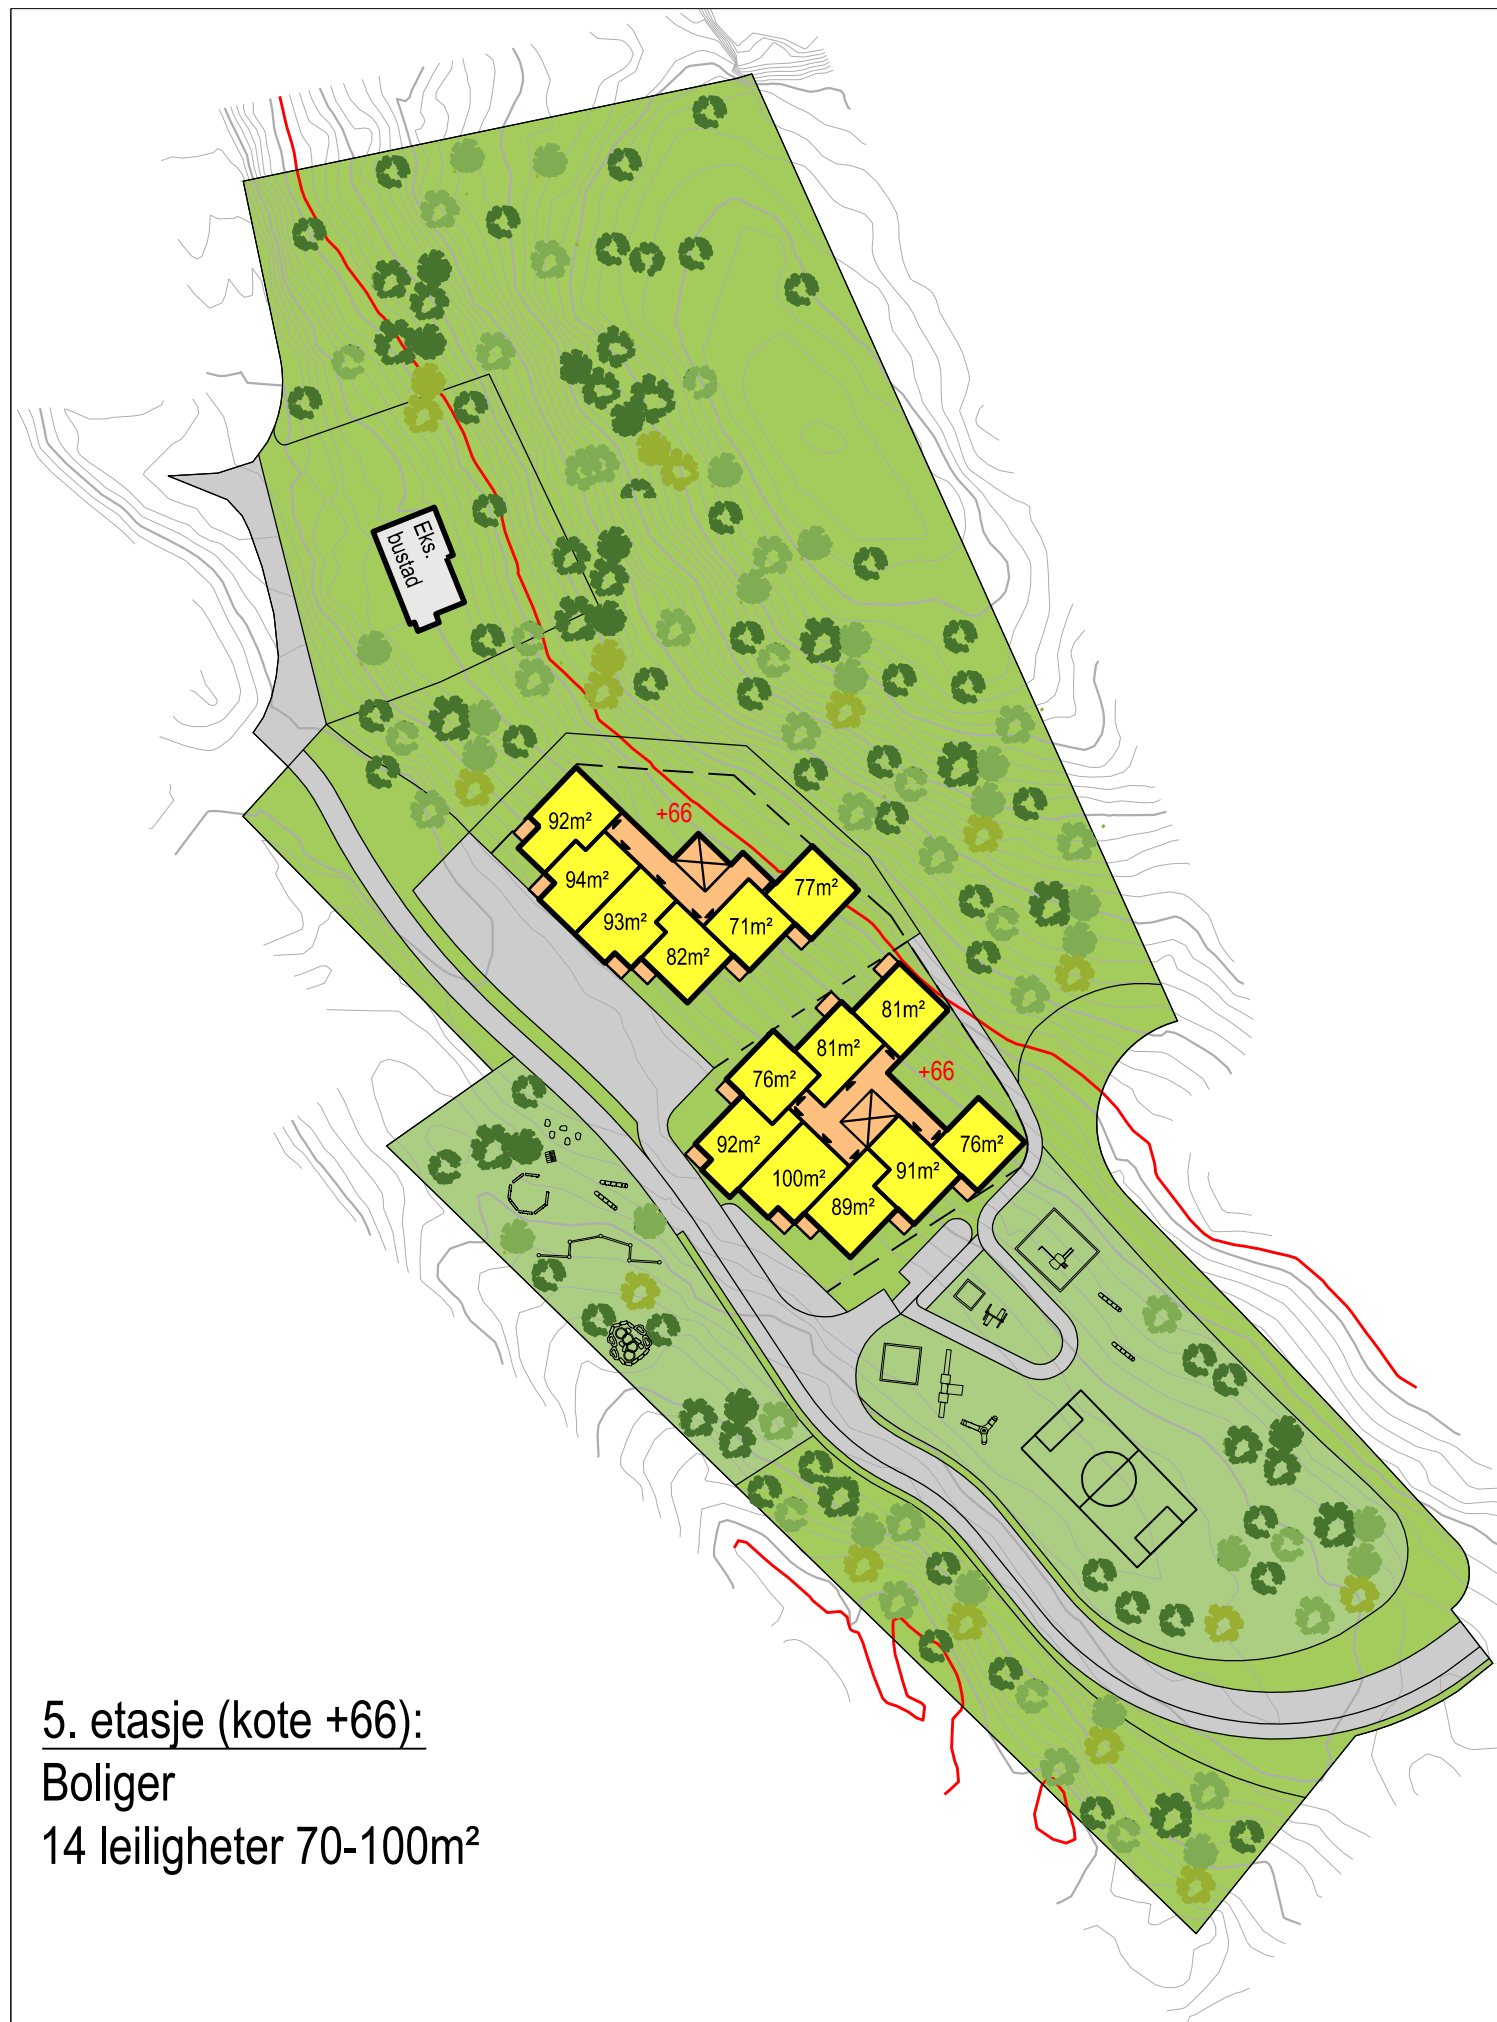 Eks.
bustad
+66
92m²
94m²
93m²
82m²
71m²
77m²
81m²
81m²
76m²
+66
92m²
100m²
89m²
91m²
76m²
5. etasje (kote +66):
Boliger
14 leiligheter 70-100m²